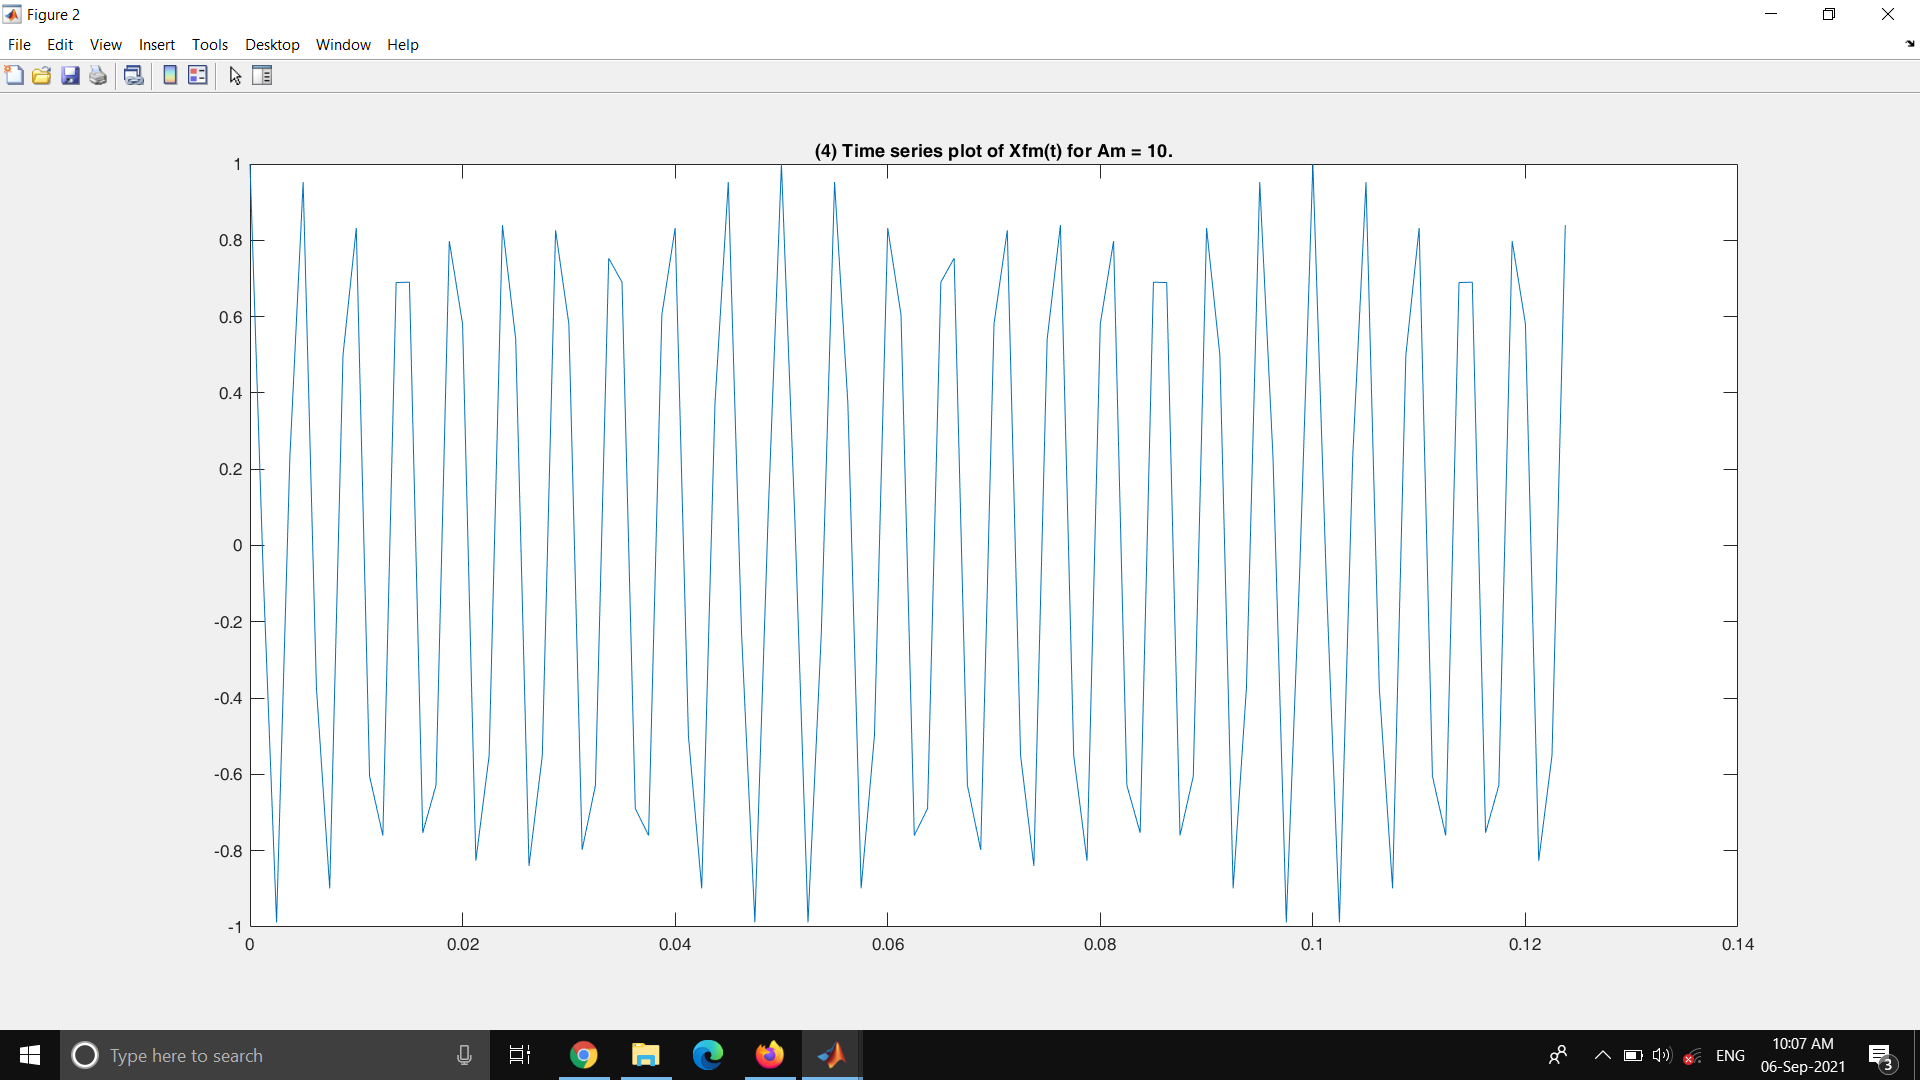 Figure 2
File Edit View Insert Tools Desktop Window Help
(4) Time series plot of Xfm(t) for Am = 10.
1
0.8
0.6
0.4
0.2
0
-0.2
-0.4
-0.6
-0.8
-1
0 0.02 0.04 0.06 0.08 0.1 0.12 0.14
Type here to search
ENG
10:07 AM
06-Sep-2021
3